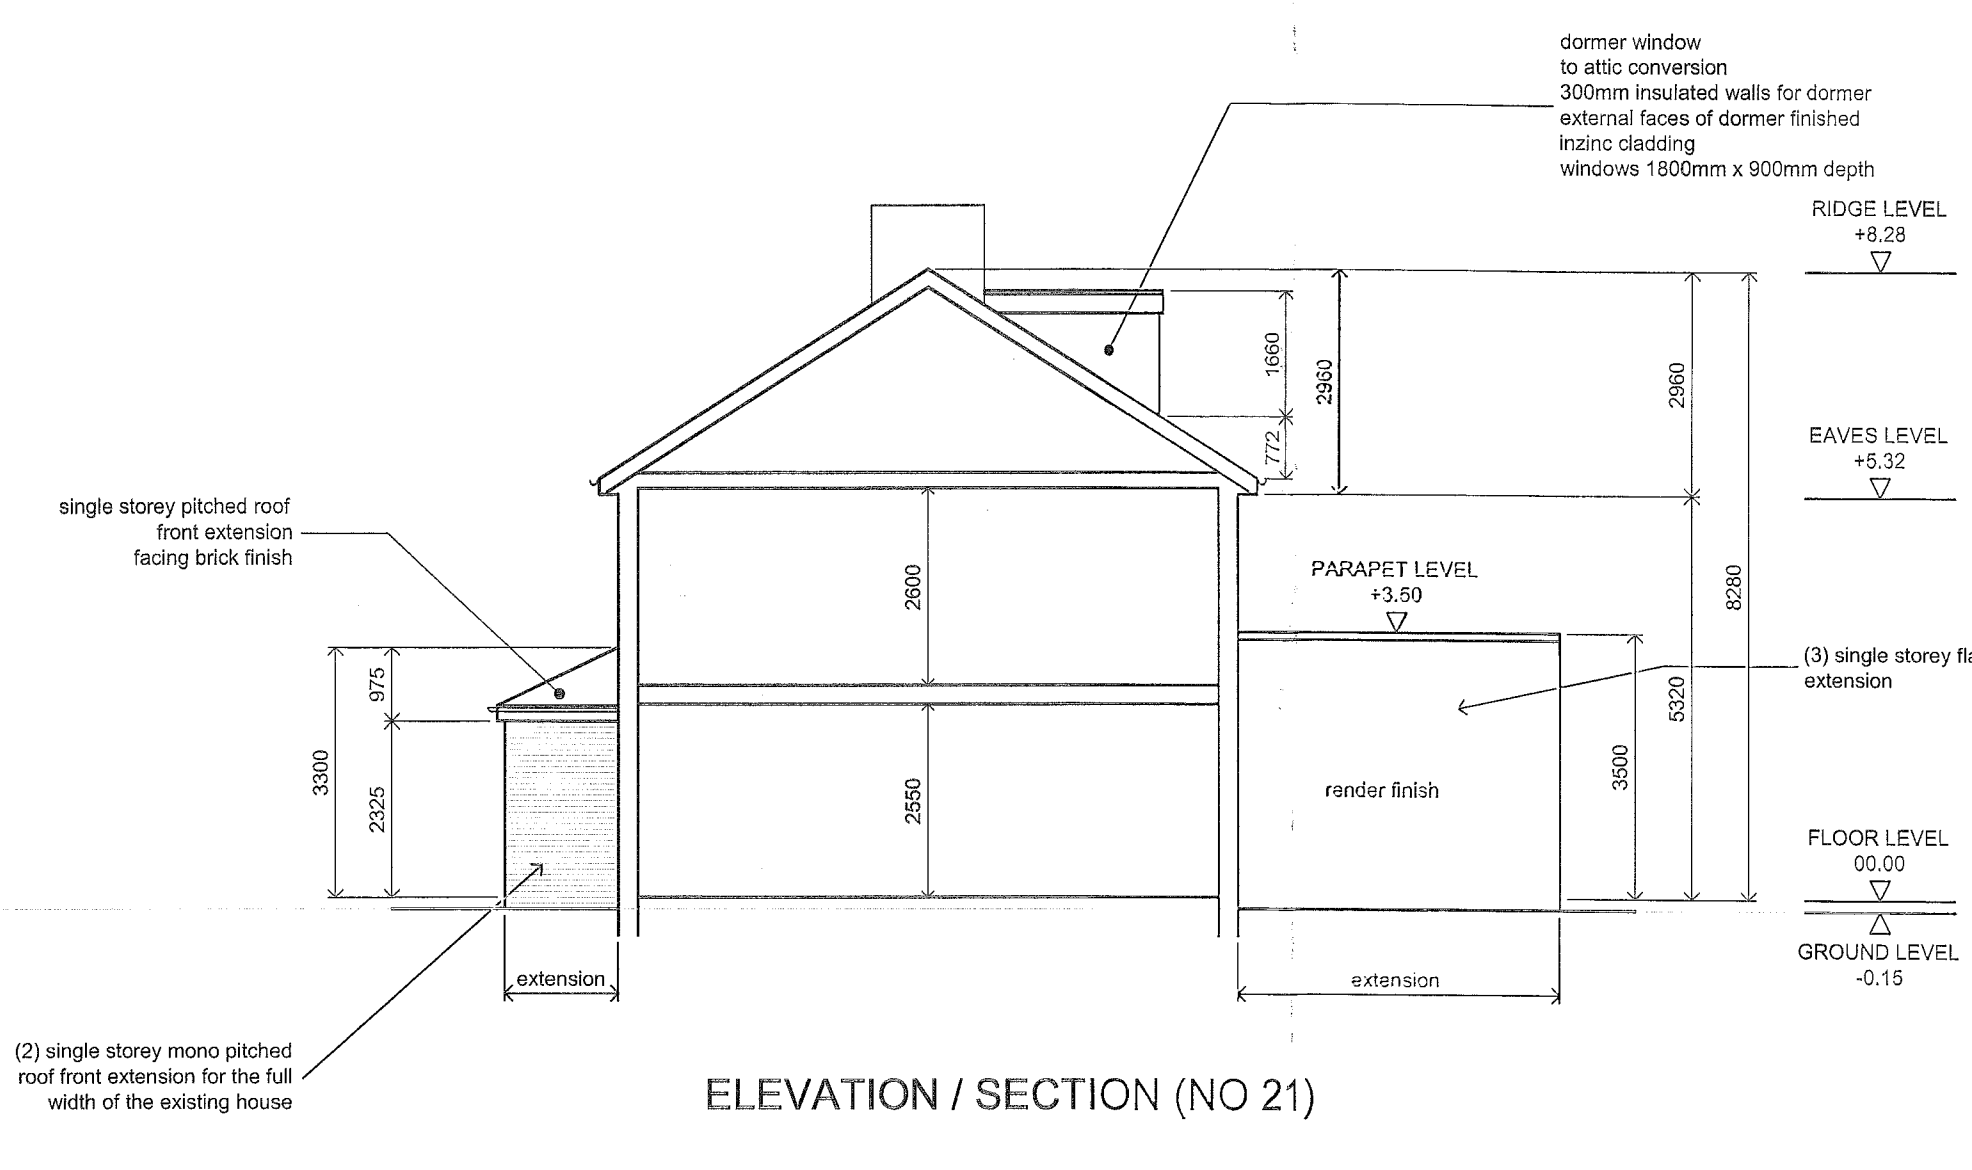 dormer window
to attic conversion
300mm insulated walls for dormer
external faces of dormer finished
inzinc cladding
windows 1800mm x 900mm depth
RIDGE LEVEL
+8.28
1660
2960
2960
EAVES LEVEL
+5.32
772
single storey pitched roof
front extension
facing brick finish
2600
PARAPET LEVEL
+3.50
8280
975
(3) single storey
extension
5320
3300
2325
2550
render finish
3500
FLOOR LEVEL
00.00
GROUND LEVEL
-0.15
extension
extension
(2) single storey mono pitched
roof front extension for the full
width of the existing house
ELEVATION / SECTION (NO 21)